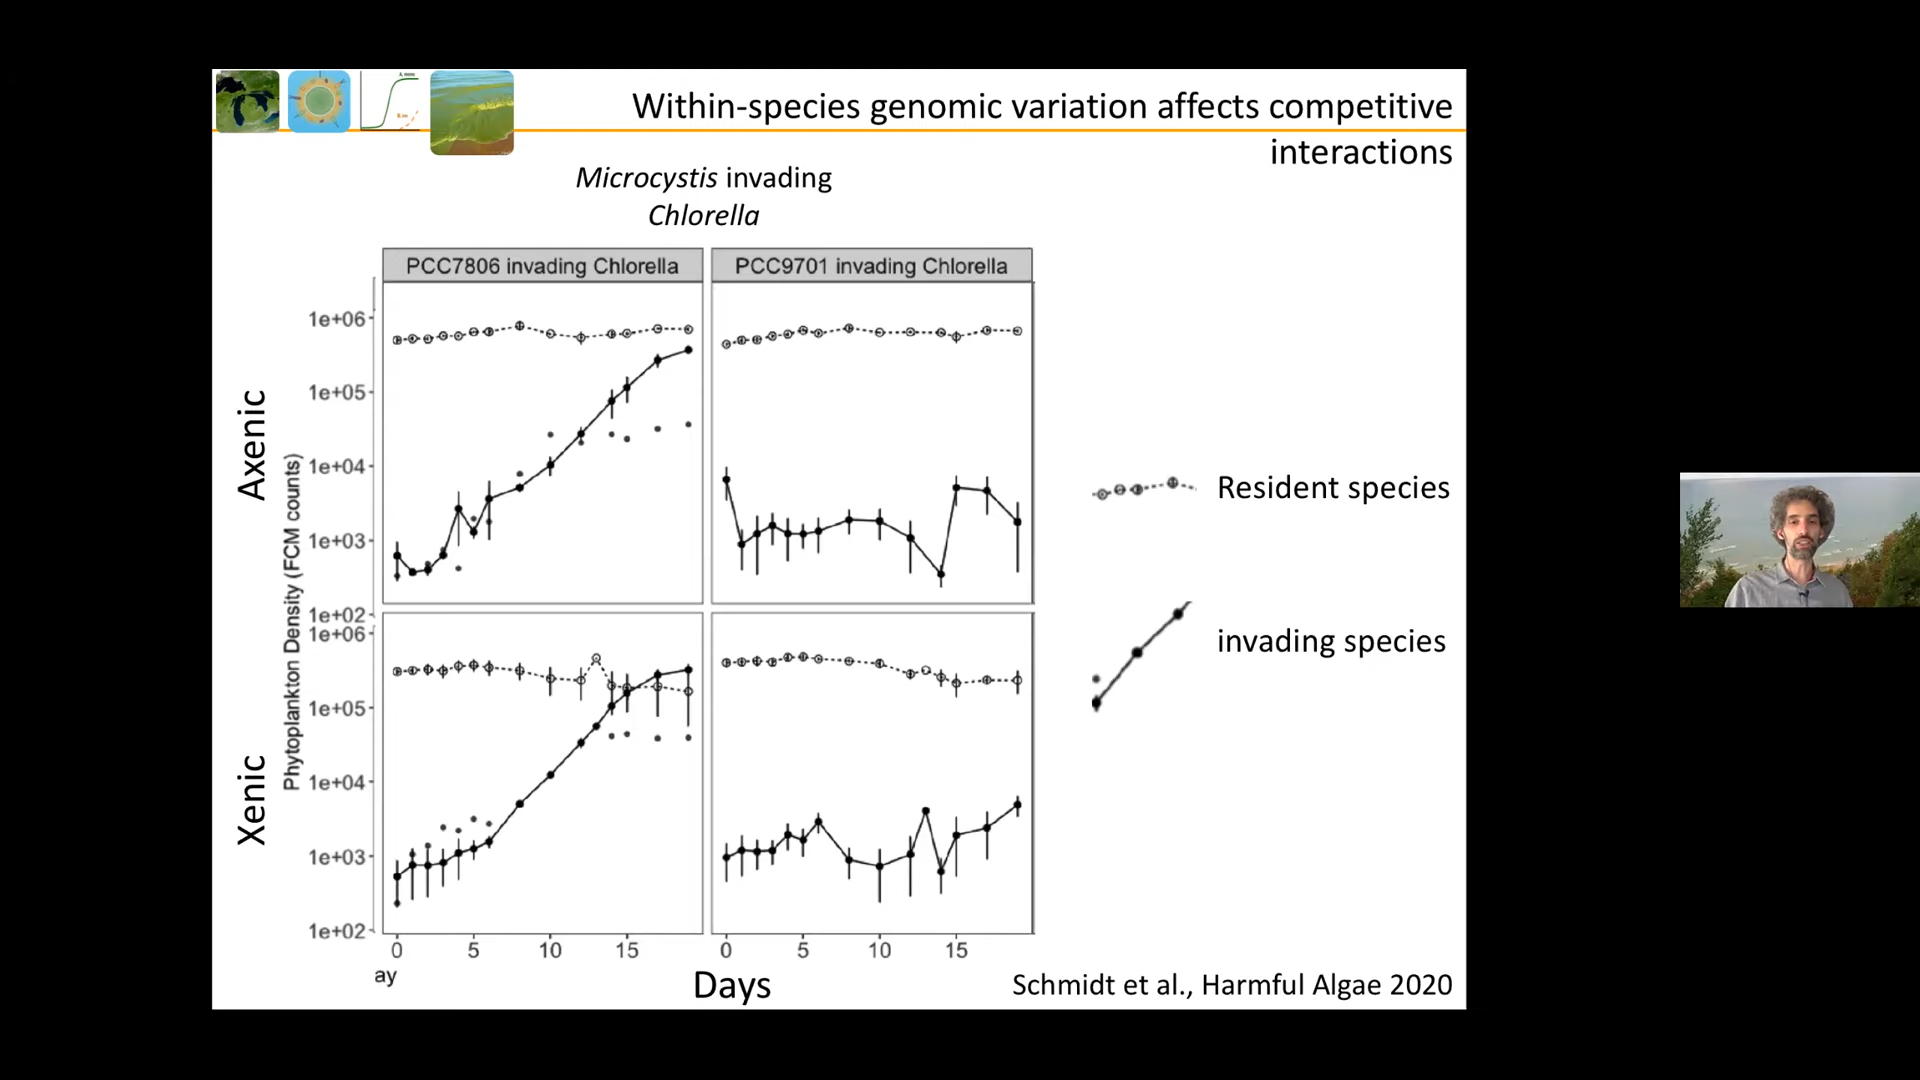 Within-species genomic variation affects competitive
interactions
Microcystis invading
Chlorella
PCC7806 invading Chlorella
PCC9701 invading Chlorella
Axenic
Xenic
Phytoplankton Density (FCM counts)
1e+06
1e+05
1e+04
1e+03
1e+02
1e+06
1e+05
1e+04
1e+03
1e+02
0 5 10 15
0 5 10 15
ay
Days
Resident species
invading species
Schmidt et al., Harmful Algae 2020